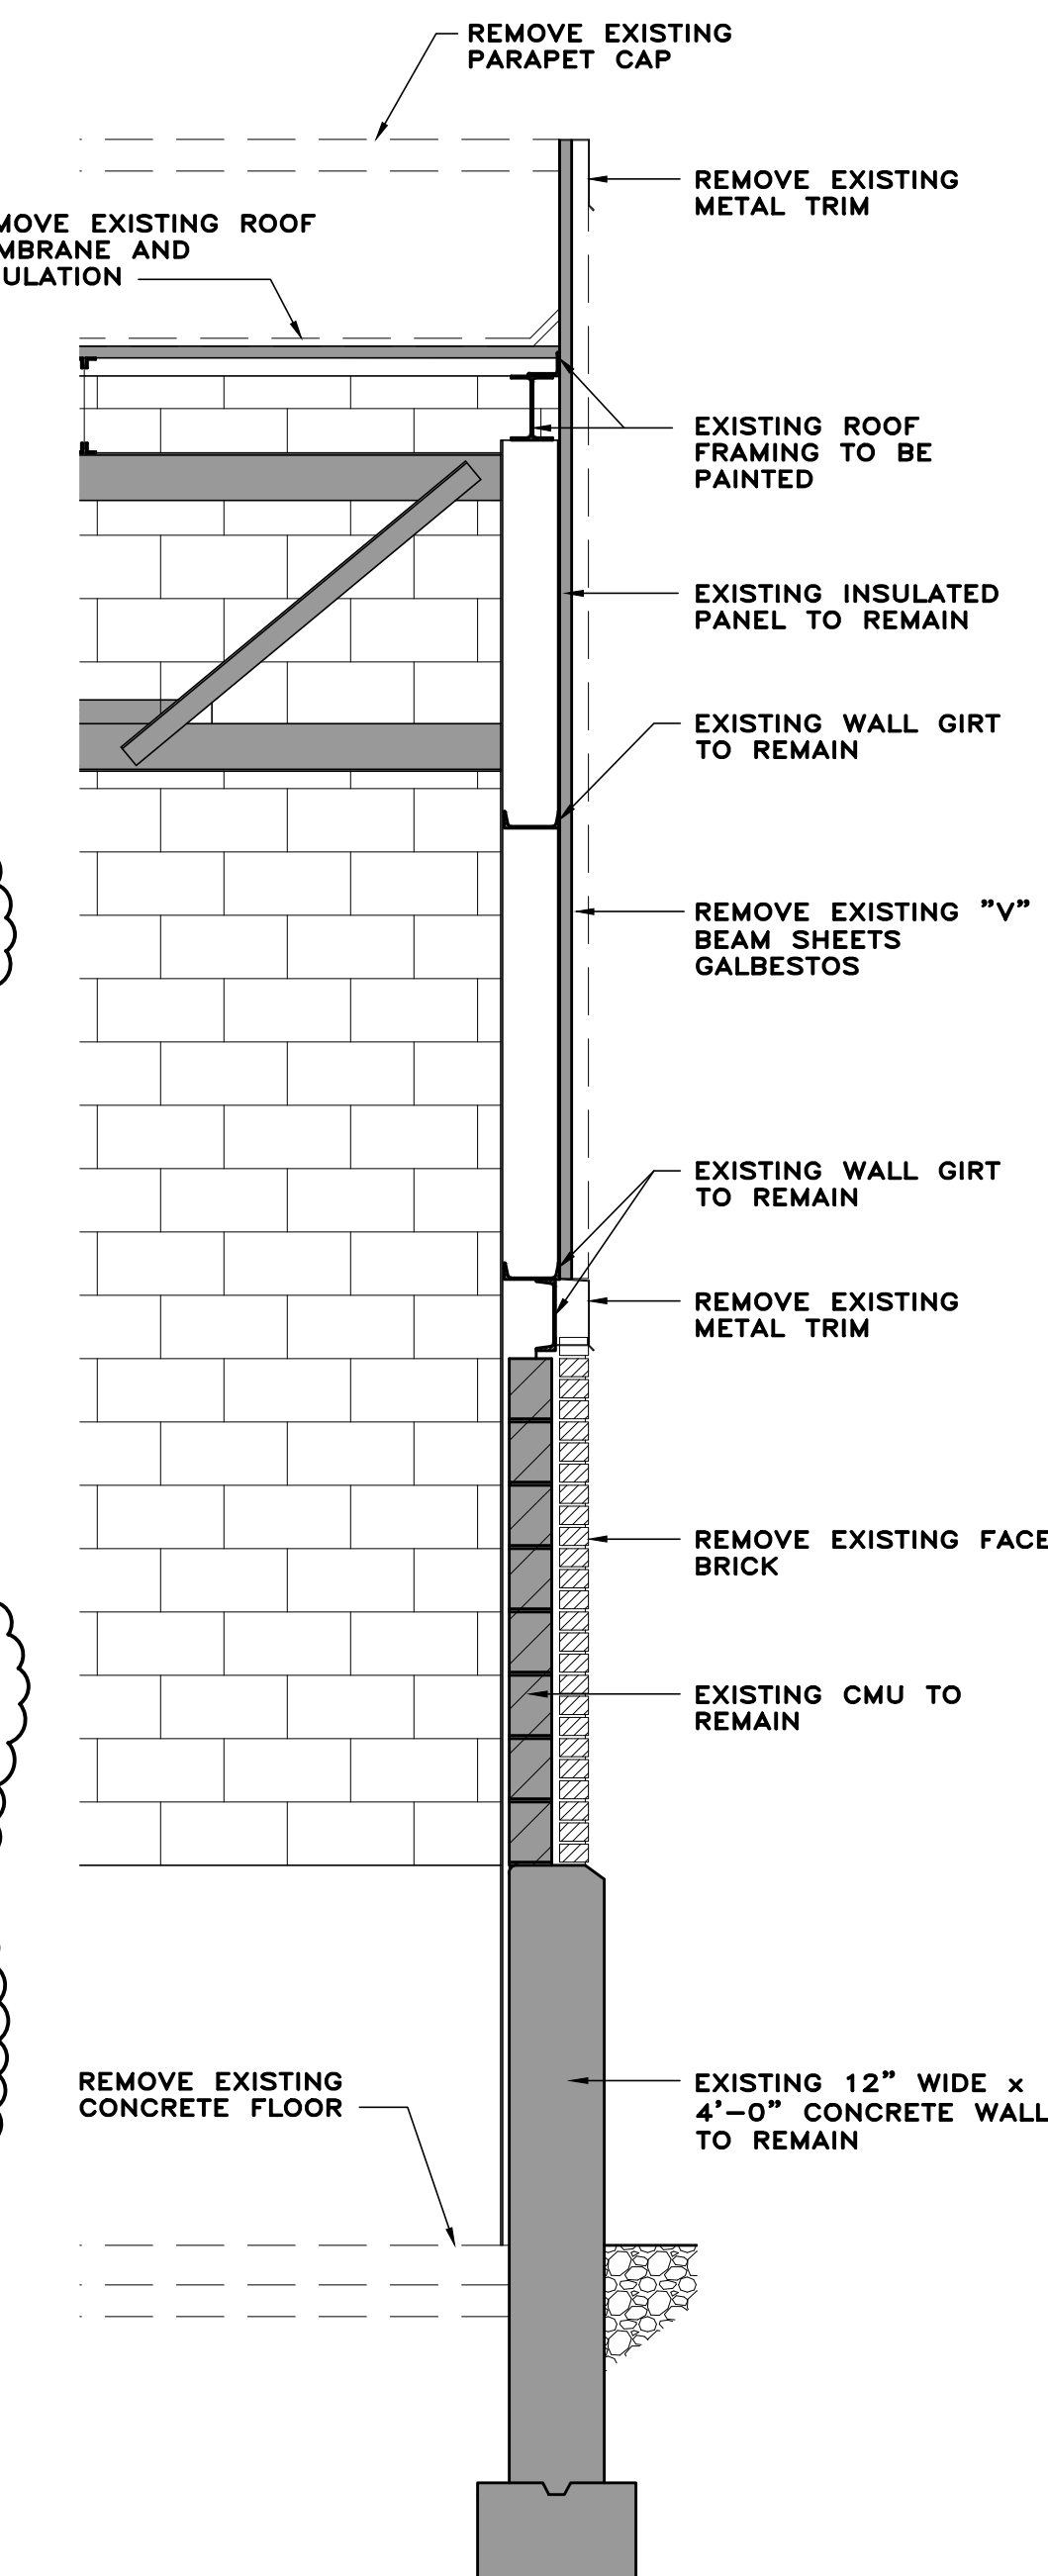 REMOVE EXISTING
PARAPET CAP
REMOVE EXISTING
METAL TRIM
EXISTING ROOF
AND
EXISTING ROOF
FRAMING TO BE
PAINTED
EXISTING INSULATED
PANEL TO REMAIN
EXISTING WALL GIRT
TO REMAIN
REMOVE EXISTING "V"
BEAM SHEETS
GALBESTOS
EXISTING WALL GIRT
TO REMAIN
REMOVE EXISTING
METAL TRIM
REMOVE EXISTING FACE
BRICK
EXISTING CMU TO
REMAIN
REMOVE EXISTING
CONCRETE FLOOR
EXISTING 12" WIDE x
4'-0" CONCRETE WALL
TO REMAIN